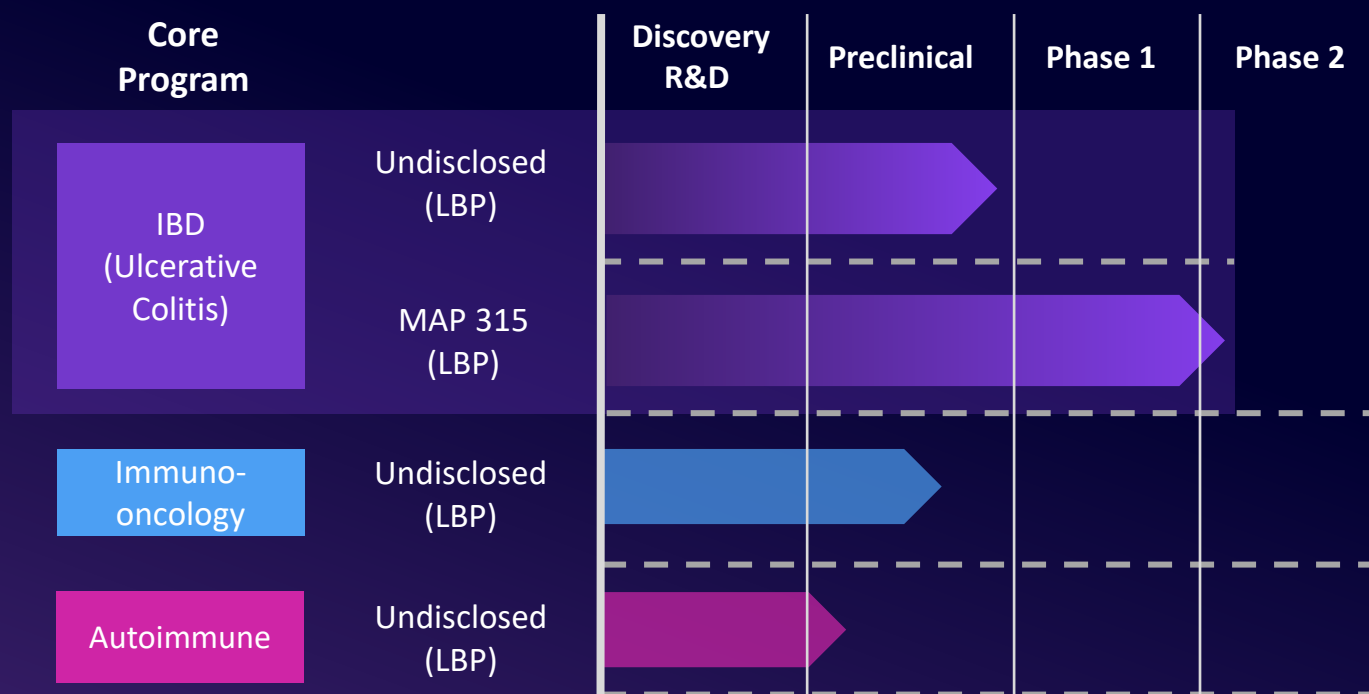 Core
Program
Discovery
R&D
Preclinical
Phase 1
Phase 2
IBD
(Ulcerative
Colitis)
Undisclosed
(LBP)
MAP 315
(LBP)
Immuno-
oncology
Undisclosed
(LBP)
Autoimmune
Undisclosed
(LBP)